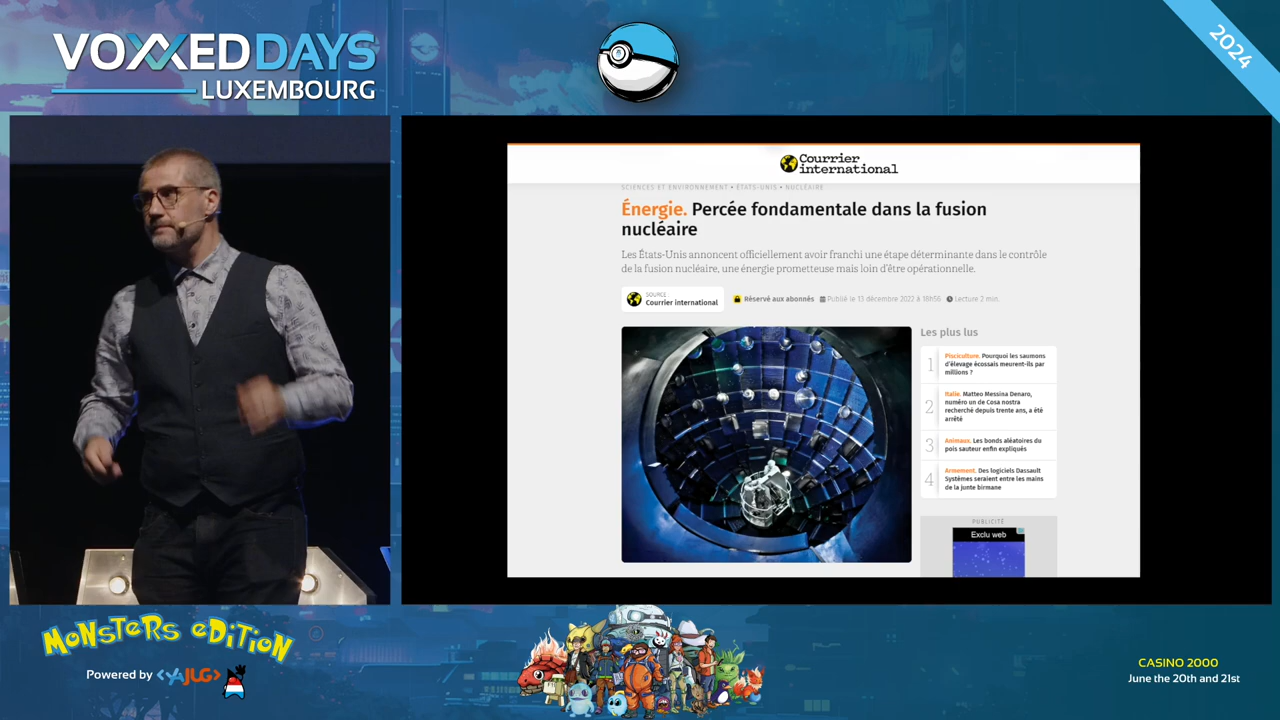 VOXXED DAYS
LUXEMBOURG
2024
Courrier
international
SCIENCES ET ENVIRONNEMENT • ÉTATS-UNIS • NUCLÉAIRE
Énergie. Percée fondamentale dans la fusion
nucléaire
Les États-Unis annoncent officiellement avoir franchi une étape déterminante dans le contrôle
de la fusion nucléaire, une énergie prometteuse mais loin d'être opérationnelle.
SOURCE :
Courrier international
Réservé aux abonnés
Publié le 13 décembre 2022 à 18h56
Lecture 2 min.
Les plus lus
1
Pisciculture. Pourquoi les saumons
d'élevage écossais meurent-ils par
millions ?
2
Italie. Matteo Messina Denaro,
numéro un de Cosa nostra
recherché depuis trente ans, a été
arrêté
3
Animaux. Les bonds aléatoires du
pois sauteur enfin expliqués
4
Armement. Des logiciels Dassault
Systèmes seraient entre les mains
de la junte birmane
PUBLICITÉ
Exclu web
MONSTERS EDITION
Powered by <YAJUG>
CASINO 2000
June the 20th and 21st